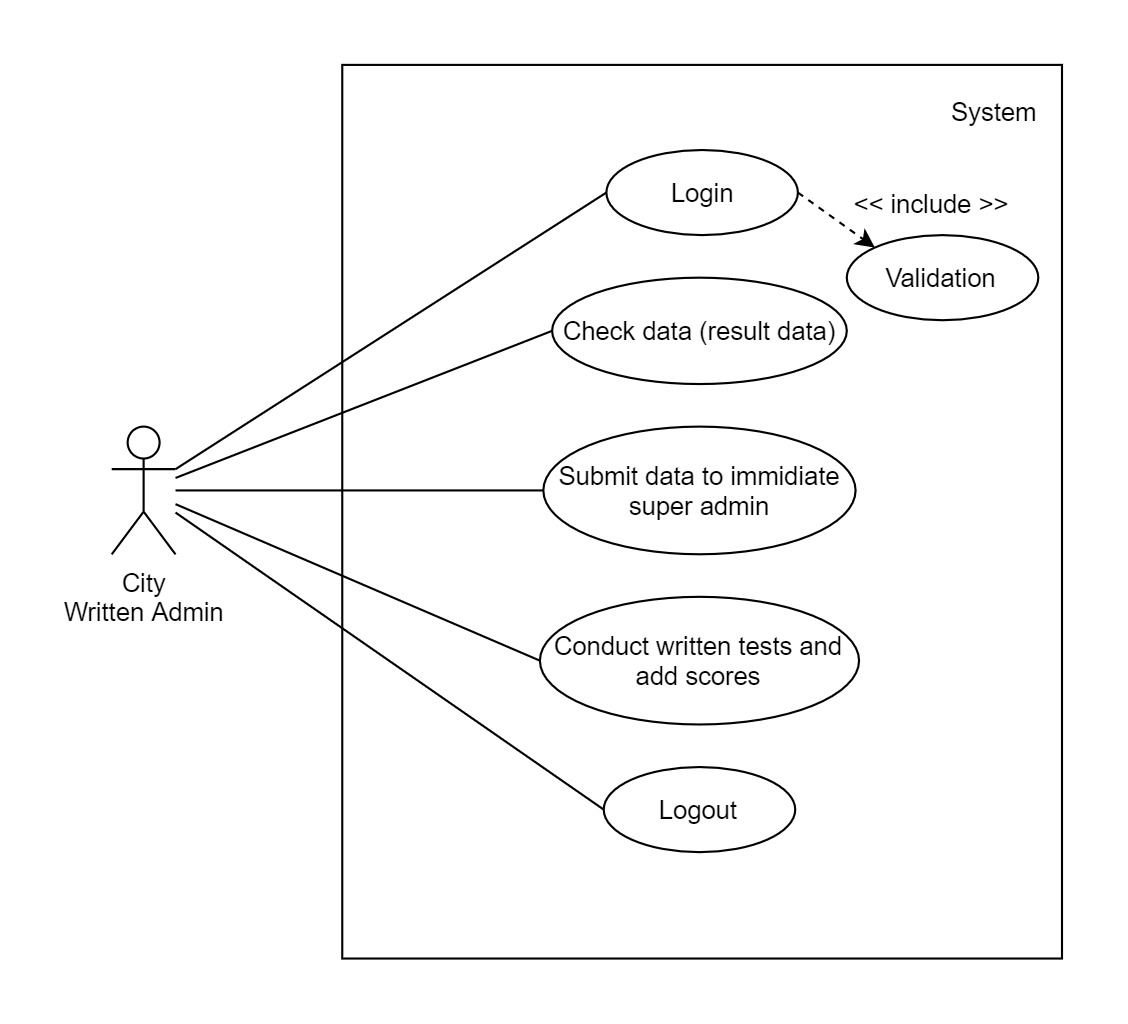 System
Login
<< include >>
Validation
Check data (result data)
Submit data to immidiate
super admin
City
Written Admin
Conduct written tests and
add scores
Logout